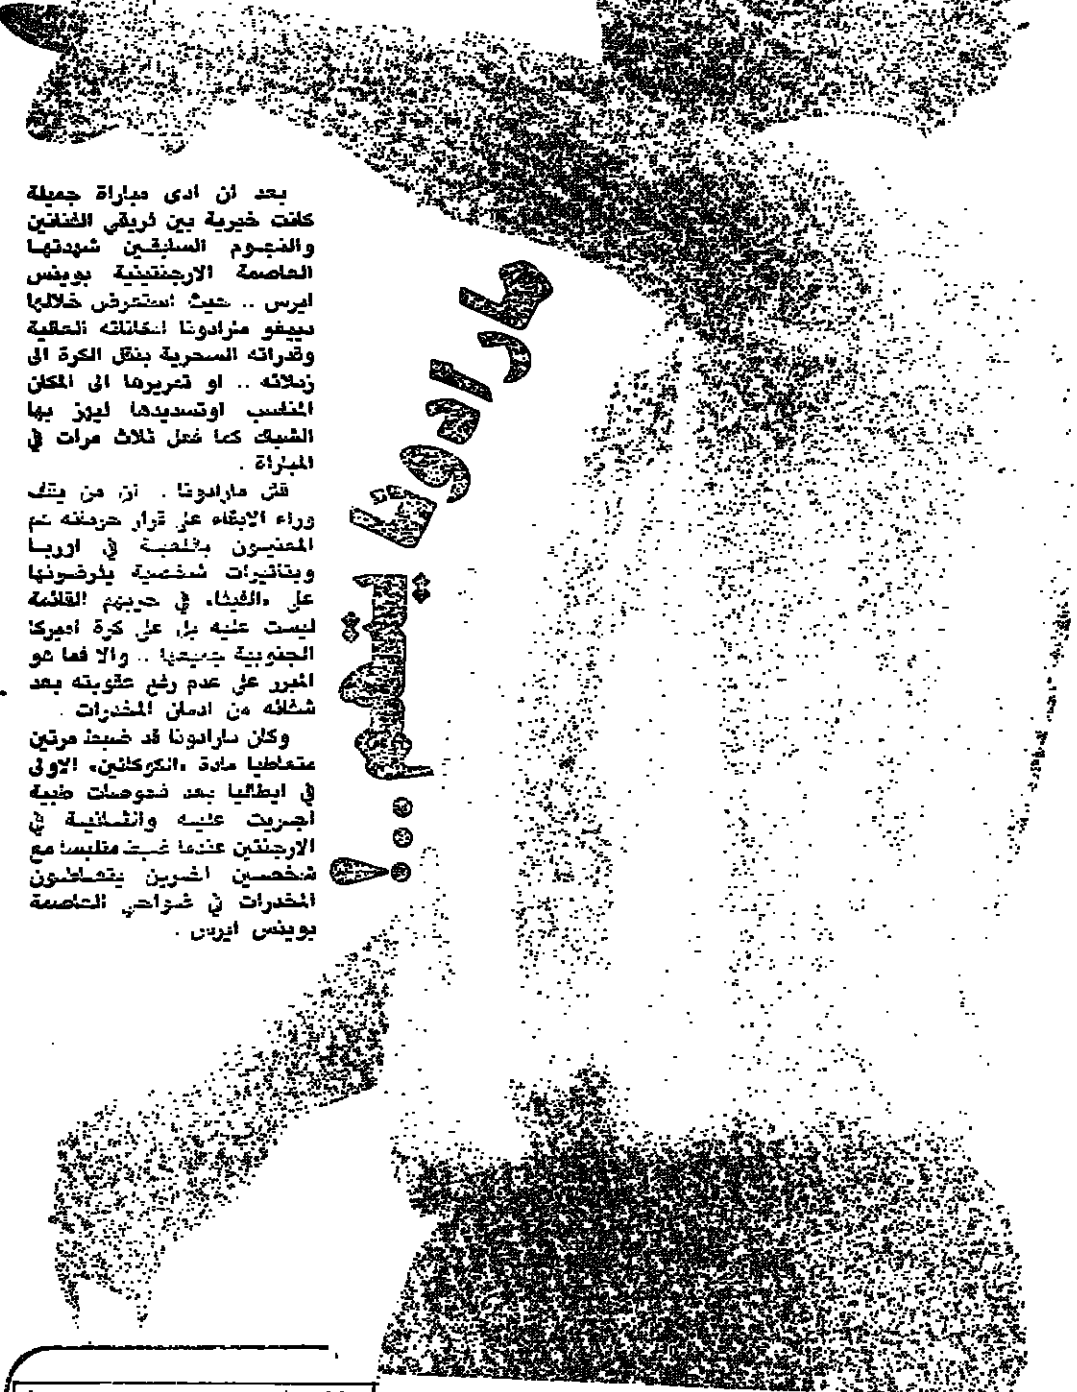 مارادونا يتهم ..!
بعد ان ادى مباراة جميلة
كانت خيرية بين فريقي الفنانين
والنجوم السابقين شهدتها
العاصمة الارجنتينية بوينس
ايرس .. حيث استعرض خلالها
دييغو مارادونا امكاناته العالية
وقدراته السحرية بنقل الكرة الى
زملائه .. او تمريرها الى المكان
المناسب اوتسديدها ليهز بها
الشباك كما فعل ثلاث مرات في
المباراة .
قال مارادونا . ان من يقف
وراء الابقاء على قرار حرمانه هم
المعنيون باللعبة في اوربا
وبتأثيرات شخصية يفرضونها
على «الفيفا» في حربهم القائمة
ليست عليه بل على كرة اميركا
الجنوبية بجميعها .. والا فما هو
المبرر على عدم رفع عقوبته بعد
شفائه من ادمان المخدرات .
وكان مارادونا قد ضبط مرتين
متعاطيا مادة «الكوكائين» الاولى
في ايطاليا بعد فحوصات طبية
اجريت عليه والثانية في
الارجنتين عندما ضبط متلبسا مع
شخصين اخرين يتعاطون
المخدرات في ضواحي العاصمة
بوينس ايرس .